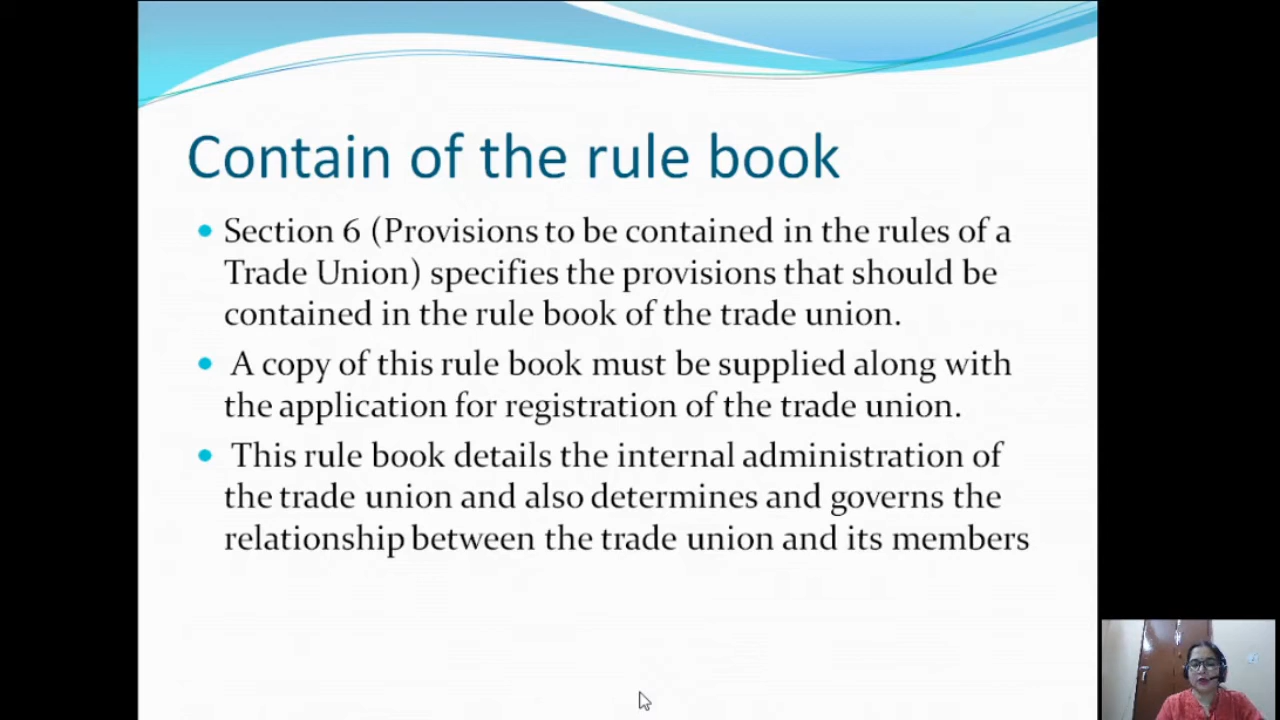 Contain of the rule book
Section 6 (Provisions to be contained in the rules of a
Trade Union) specifies the provisions that should be
contained in the rule book of the trade union.
A copy of this rule book must be supplied along with
the application for registration of the trade union.
This rule book details the internal administration of
the trade union and also determines and governs the
relationship between the trade union and its members